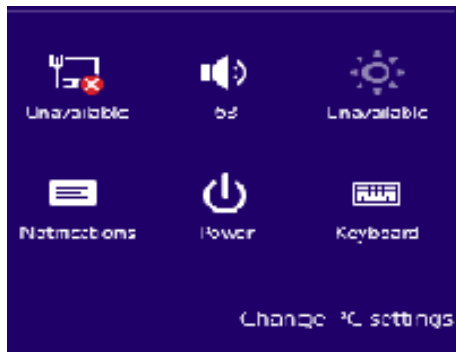 Unavailable
Unavailable
Notifications
Power
Keyboard
Change PC settings